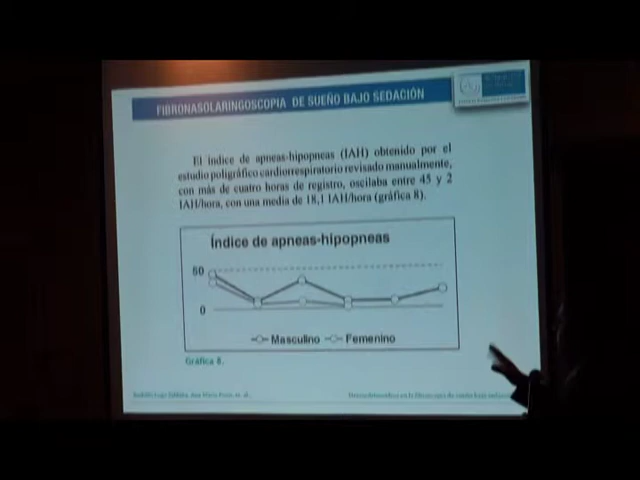 FIBRONASOLARINGOSCOPIA DE SUEÑO BAJO SEDACIÓN
El índice de apneas-hipopneas (IAH) obtenido por el
estudio poligráfico cardiorrespiratorio revisado manualmente,
con más de cuatro horas de registro, oscilaba entre 45 y 2
IAH/hora, con una media de 18,1 IAH/hora (gráfica 8).
Índice de apneas-hipopneas
50
0
Masculino Femenino
Gráfica 8.